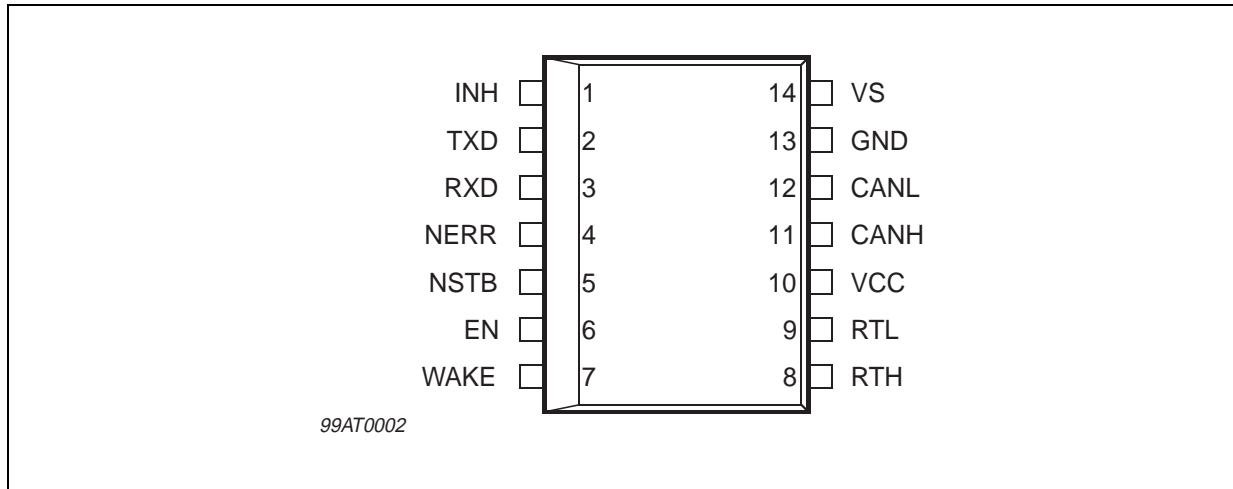 INH 1 14 VS
TXD 2 13 GND
RXD 3 12 CANL
NERR 4 11 CANH
NSTB 5 10 VCC
EN 6 9 RTL
WAKE 7 8 RTH
99AT0002